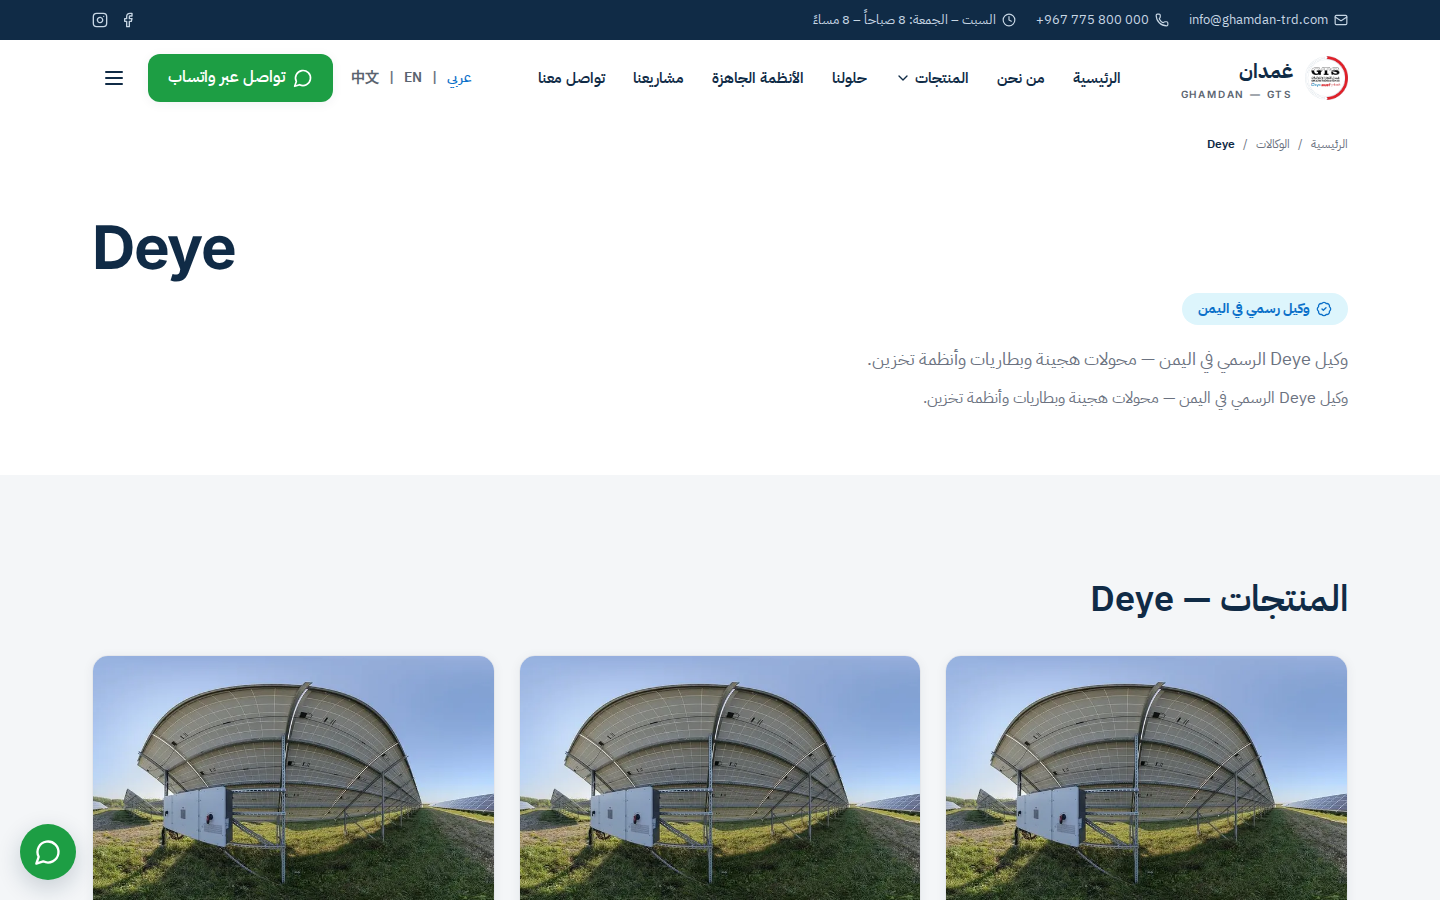 info@ghamdan-trd.com
+967 775 800 000
السبت – الجمعة: 8 صباحاً – 8 مساءً
GTS
غمدان
GHAMDAN — GTS
الرئيسية
من نحن
المنتجات
حلولنا
الأنظمة الجاهزة
مشاريعنا
تواصل معنا
عربي | EN | 中文
تواصل عبر واتساب
الرئيسية / الوكالات / Deye
Deye
وكيل رسمي في اليمن
وكيل Deye الرسمي في اليمن — محولات هجينة وبطاريات وأنظمة تخزين.
وكيل Deye الرسمي في اليمن — محولات هجينة وبطاريات وأنظمة تخزين.
المنتجات — Deye